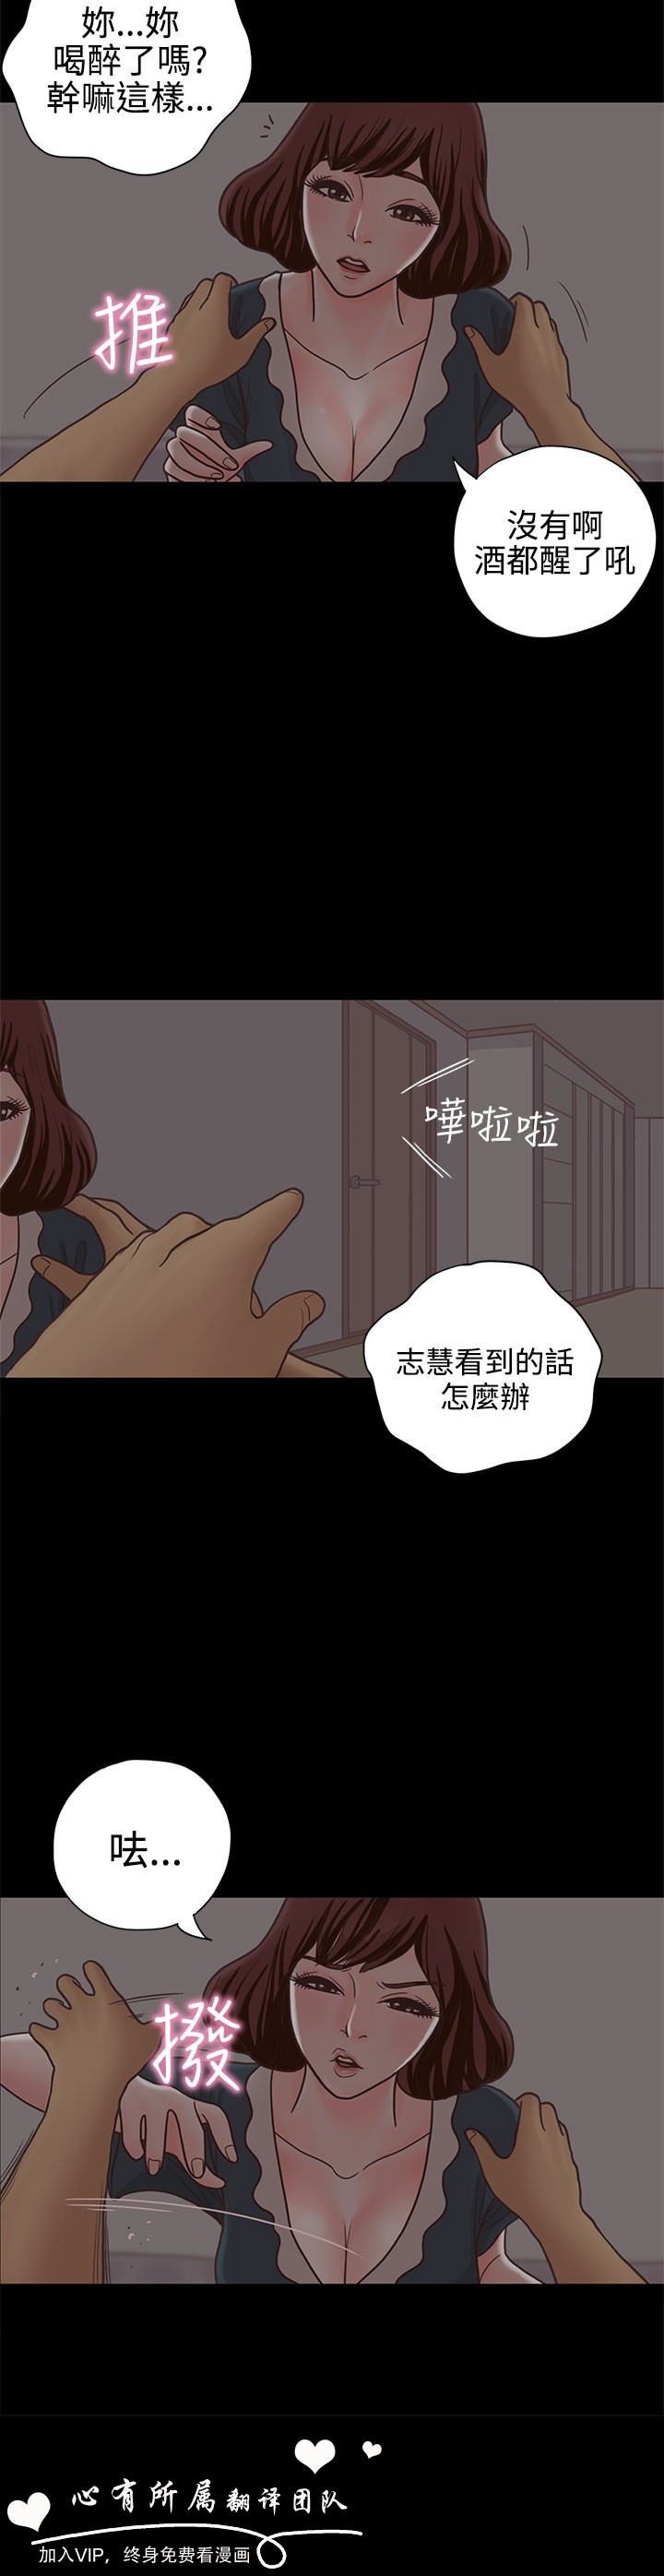 妳...妳
喝醉了嗎?
幹嘛這樣...
推
沒有啊
酒都醒了吼
嘩啦啦
志慧看到的話
怎麼辦
呿...
撥
心有所属翻译团队
加入VIP，终身免费看漫画